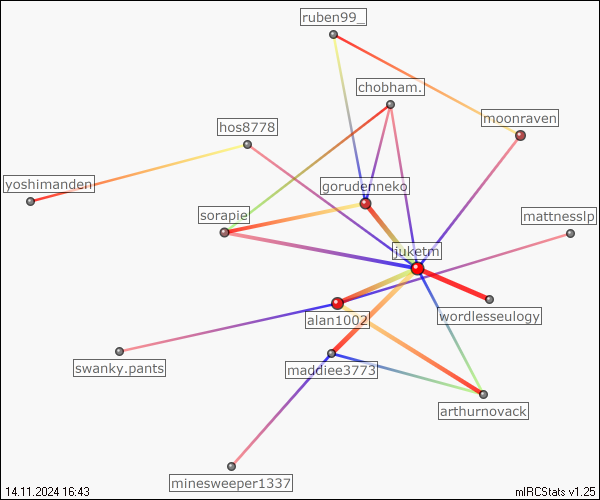 ruben99_
chobham.
moonraven
hos8778
yoshimanden
gorudenneko
sorapie
mattnesslp
juketm
wordlesseulogy
alan1002
swanky.pants
maddiee3773
arthurnovack
minesweeper1337
14.11.2024 16:43
mIRCStats v1.25